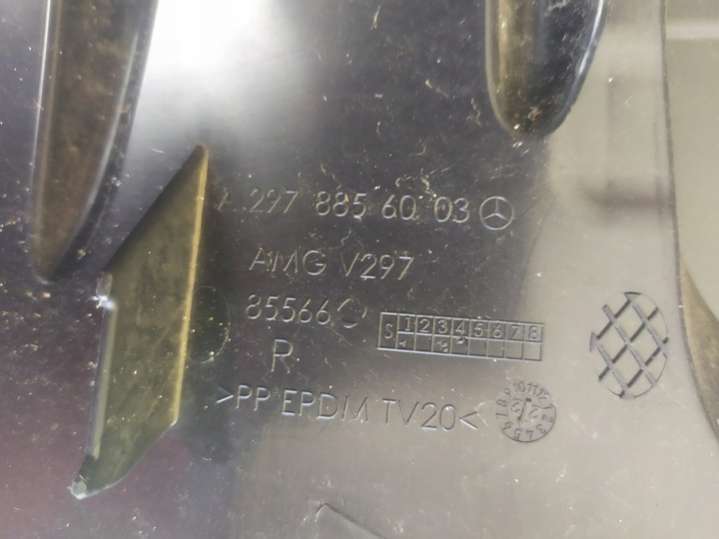 A 297 885 60 03
AMG V297
85566
S 1 2 3 4 5 6 7 8
R
>PP EPDM TV20<